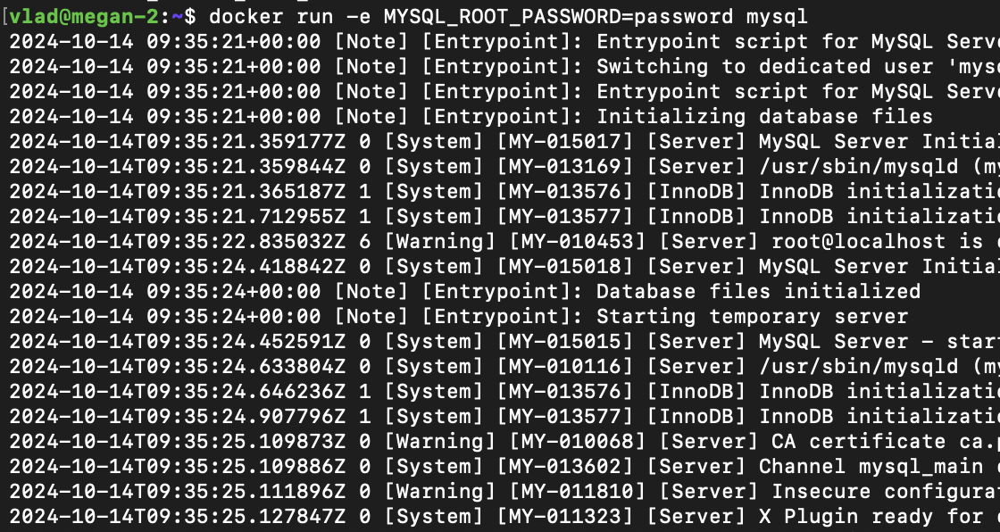 [vlad@megan-2:~$ docker run -e MYSQL_ROOT_PASSWORD=password mysql
2024-10-14 09:35:21+00:00 [Note] [Entrypoint]: Entrypoint script for MySQL Serv
2024-10-14 09:35:21+00:00 [Note] [Entrypoint]: Switching to dedicated user 'mys
2024-10-14 09:35:21+00:00 [Note] [Entrypoint]: Entrypoint script for MySQL Serv
2024-10-14 09:35:21+00:00 [Note] [Entrypoint]: Initializing database files
2024-10-14T09:35:21.359177Z 0 [System] [MY-015017] [Server] MySQL Server Initial
2024-10-14T09:35:21.359844Z 0 [System] [MY-013169] [Server] /usr/sbin/mysqld (my
2024-10-14T09:35:21.365187Z 1 [System] [MY-013576] [InnoDB] InnoDB initializati
2024-10-14T09:35:21.712955Z 1 [System] [MY-013577] [InnoDB] InnoDB initializati
2024-10-14T09:35:22.835032Z 6 [Warning] [MY-010453] [Server] root@localhost is
2024-10-14T09:35:24.418842Z 0 [System] [MY-015018] [Server] MySQL Server Initial
2024-10-14 09:35:24+00:00 [Note] [Entrypoint]: Database files initialized
2024-10-14 09:35:24+00:00 [Note] [Entrypoint]: Starting temporary server
2024-10-14T09:35:24.452591Z 0 [System] [MY-015015] [Server] MySQL Server - star
2024-10-14T09:35:24.633804Z 0 [System] [MY-010116] [Server] /usr/sbin/mysqld (my
2024-10-14T09:35:24.646236Z 1 [System] [MY-013576] [InnoDB] InnoDB initializati
2024-10-14T09:35:24.907796Z 1 [System] [MY-013577] [InnoDB] InnoDB initializati
2024-10-14T09:35:25.109873Z 0 [Warning] [MY-010068] [Server] CA certificate ca.p
2024-10-14T09:35:25.109886Z 0 [System] [MY-013602] [Server] Channel mysql_main
2024-10-14T09:35:25.111896Z 0 [Warning] [MY-011810] [Server] Insecure configura
2024-10-14T09:35:25.127847Z 0 [System] [MY-011323] [Server] X Plugin ready for